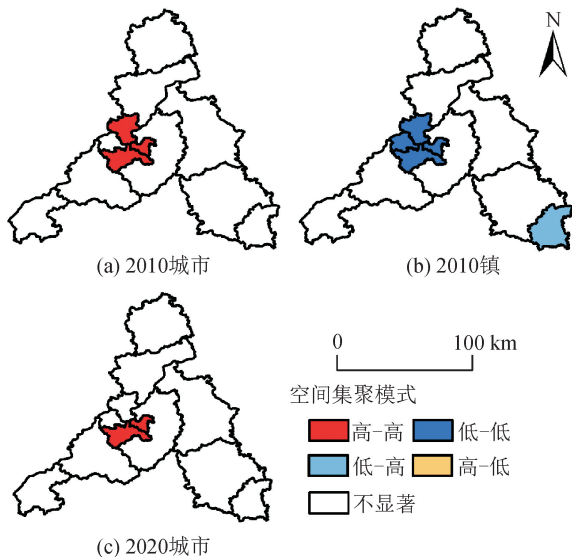 N
(a) 2010城市
(b) 2010镇
0 100 km
空间集聚模式
高-高 低-低
低-高 高-低
不显著
(c) 2020城市